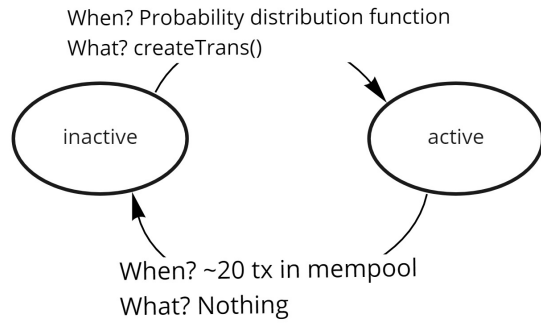 When? Probability distribution function
What? createTrans()
inactive
active
When? ~20 tx in mempool
What? Nothing